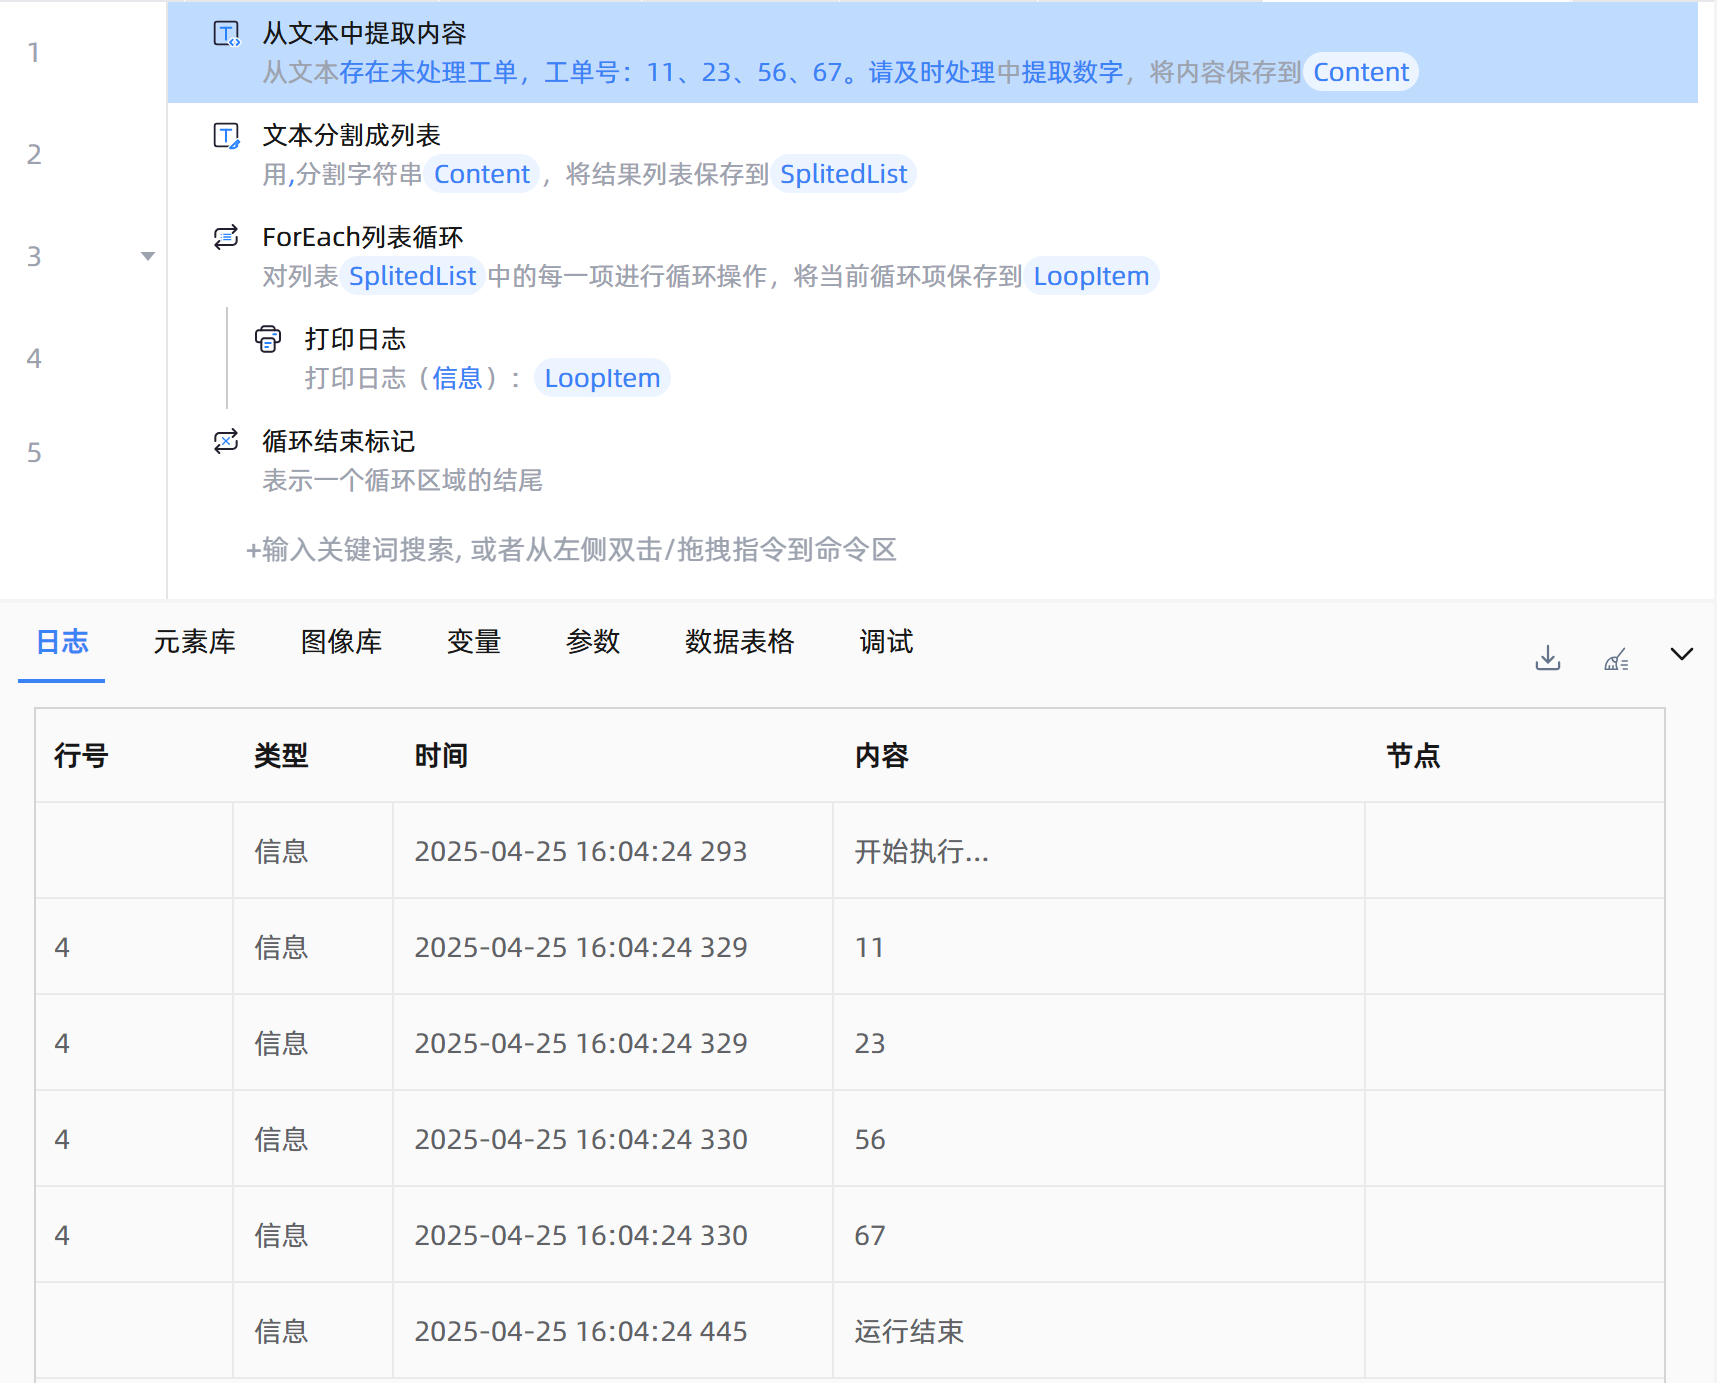 1
从文本中提取内容
从文本存在未处理工单，工单号：11、23、56、67。请及时处理中提取数字，将内容保存到 Content
2
文本分割成列表
用,分割字符串 Content ，将结果列表保存到 SplitedList
3
ForEach列表循环
对列表 SplitedList 中的每一项进行循环操作，将当前循环项保存到 LoopItem
4
打印日志
打印日志（信息）： LoopItem
5
循环结束标记
表示一个循环区域的结尾
+输入关键词搜索, 或者从左侧双击/拖拽指令到命令区
日志 元素库 图像库 变量 参数 数据表格 调试
行号 类型 时间 内容 节点
信息 2025-04-25 16:04:24 293 开始执行...
4 信息 2025-04-25 16:04:24 329 11
4 信息 2025-04-25 16:04:24 329 23
4 信息 2025-04-25 16:04:24 330 56
4 信息 2025-04-25 16:04:24 330 67
信息 2025-04-25 16:04:24 445 运行结束